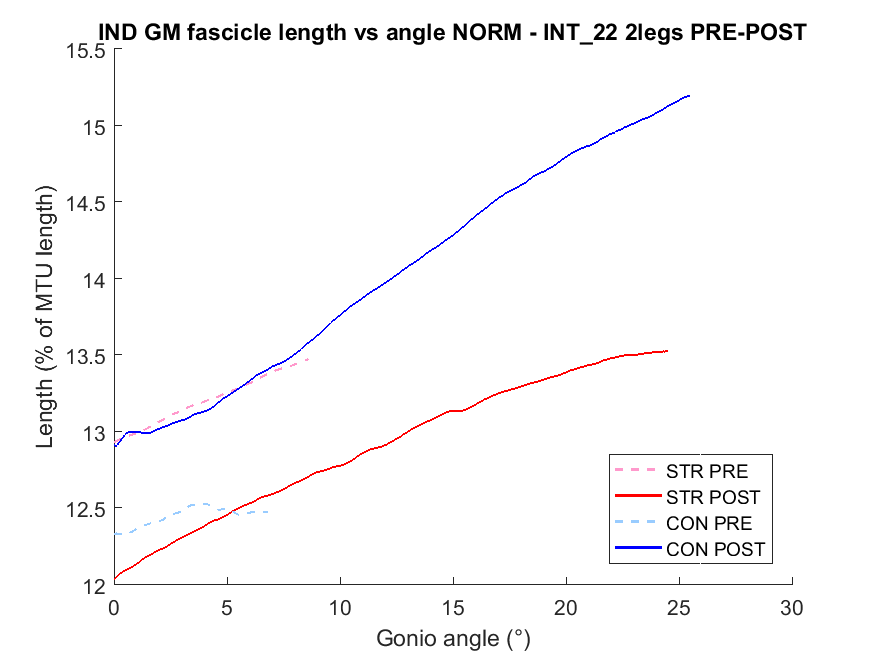 IND GM fascicle length vs angle NORM - INT_22 2legs PRE-POST
Length (% of MTU length)
15.5
15
14.5
14
13.5
13
12.5
12
0 5 10 15 20 25 30
Gonio angle (°)
STR PRE
STR POST
CON PRE
CON POST